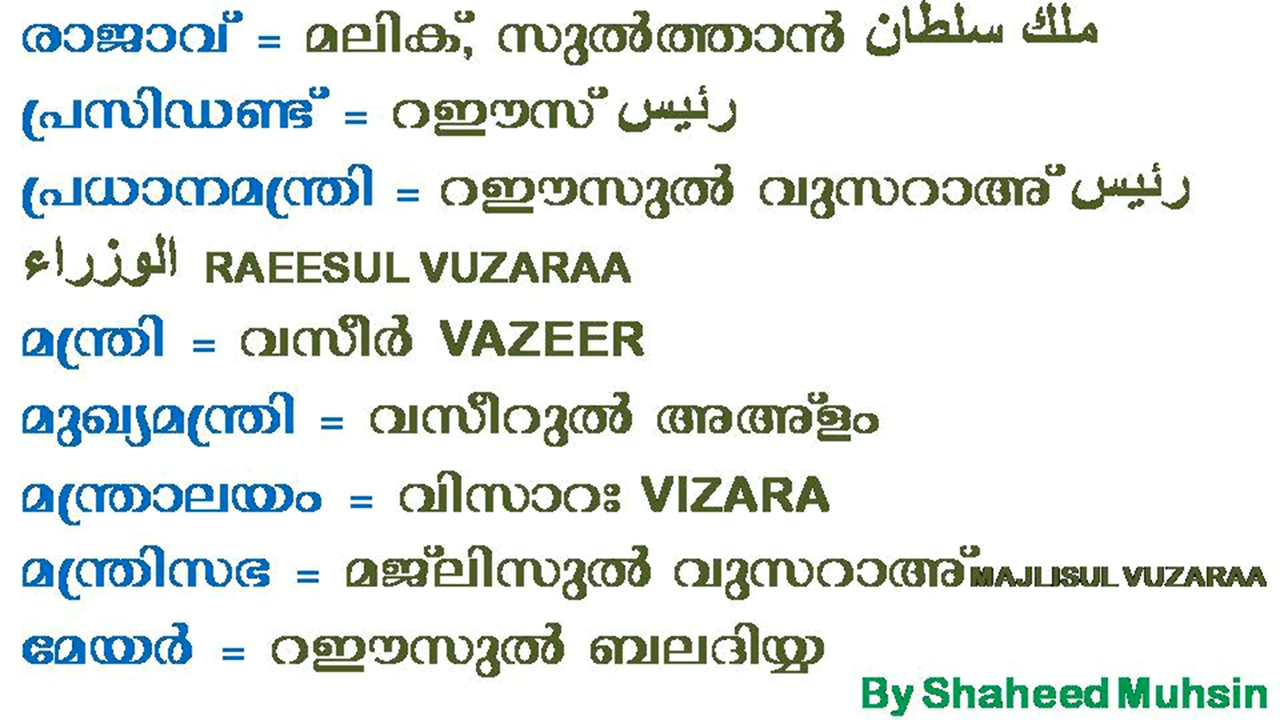 രാജാവ് = മലിക്, സുൽത്താൻ ملك سلطان
പ്രസിഡണ്ട് = റഈസ് رئيس
പ്രധാനമന്ത്രി = റഈസുൽ വുസറാഅ് رئيس
الوزراء RAEESUL VUZARAA
മന്ത്രി = വസീർ VAZEER
മുഖ്യമന്ത്രി = വസീറുൽ അഅ്ളം
മന്ത്രാലയം = വിസാറഃ VIZARA
മന്ത്രിസഭ = മജ്ലിസുൽ വുസറാഅ് MAJLISUL VUZARAA
മേയർ = റഈസുൽ ബലദിയ്യ
By Shaheed Muhsin